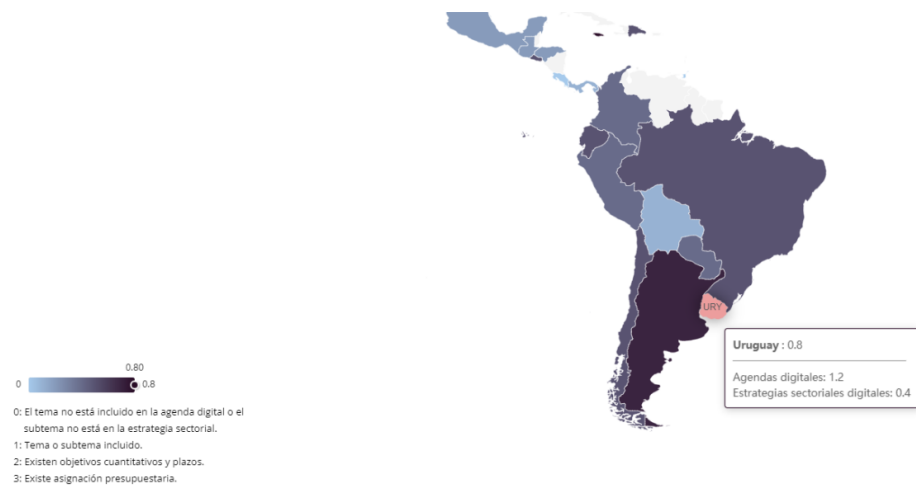 URY
Uruguay : 0.8
Agendas digitales: 1.2
Estrategias sectoriales digitales: 0.4
0.80
0
0.8
0: El tema no está incluido en la agenda digital o el
subtema no está en la estrategia sectorial.
1: Tema o subtema incluido.
2: Existen objetivos cuantitativos y plazos.
3: Existe asignación presupuestaria.